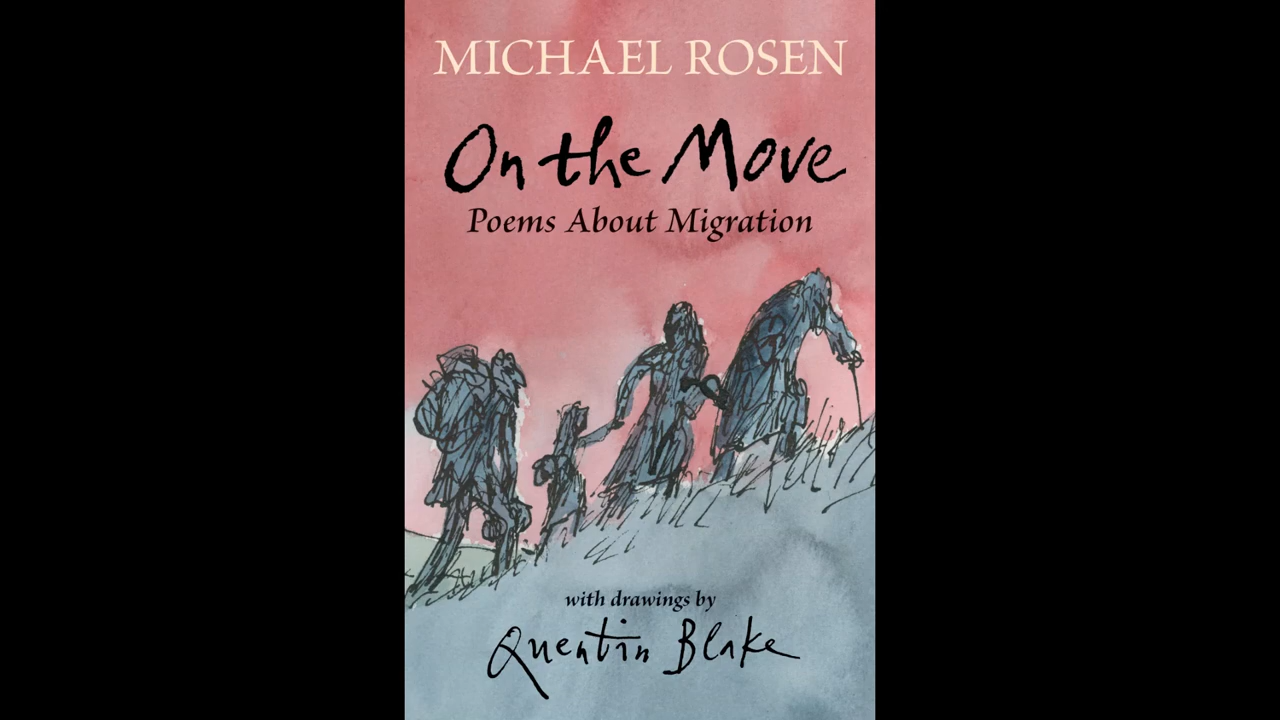 MICHAEL ROSEN
On the Move
Poems About Migration
with drawings by
Quentin Blake